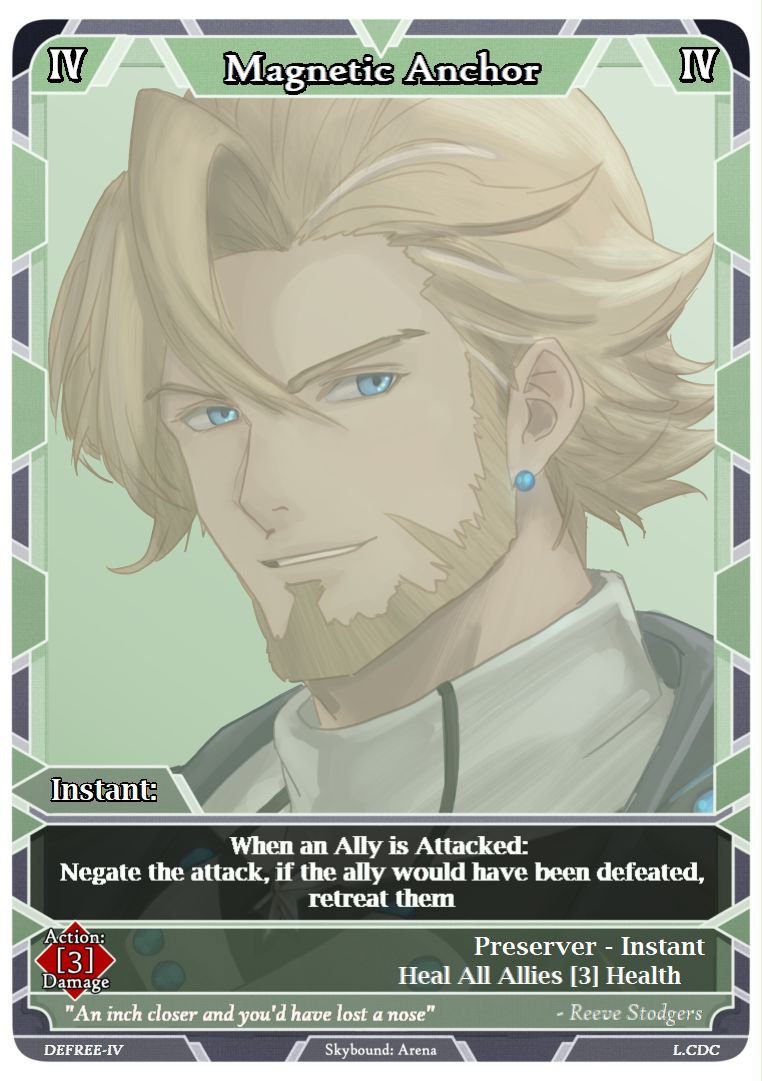 IV Magnetic Anchor IV
Instant:
When an Ally is Attacked:
Negate the attack, if the ally would have been defeated,
retreat them
Action:
[3]
Damage
Preserver - Instant
Heal All Allies [3] Health
"An inch closer and you'd have lost a nose" - Reeve Stodgers
DEFREE-IV Skybound: Arena L.CDC